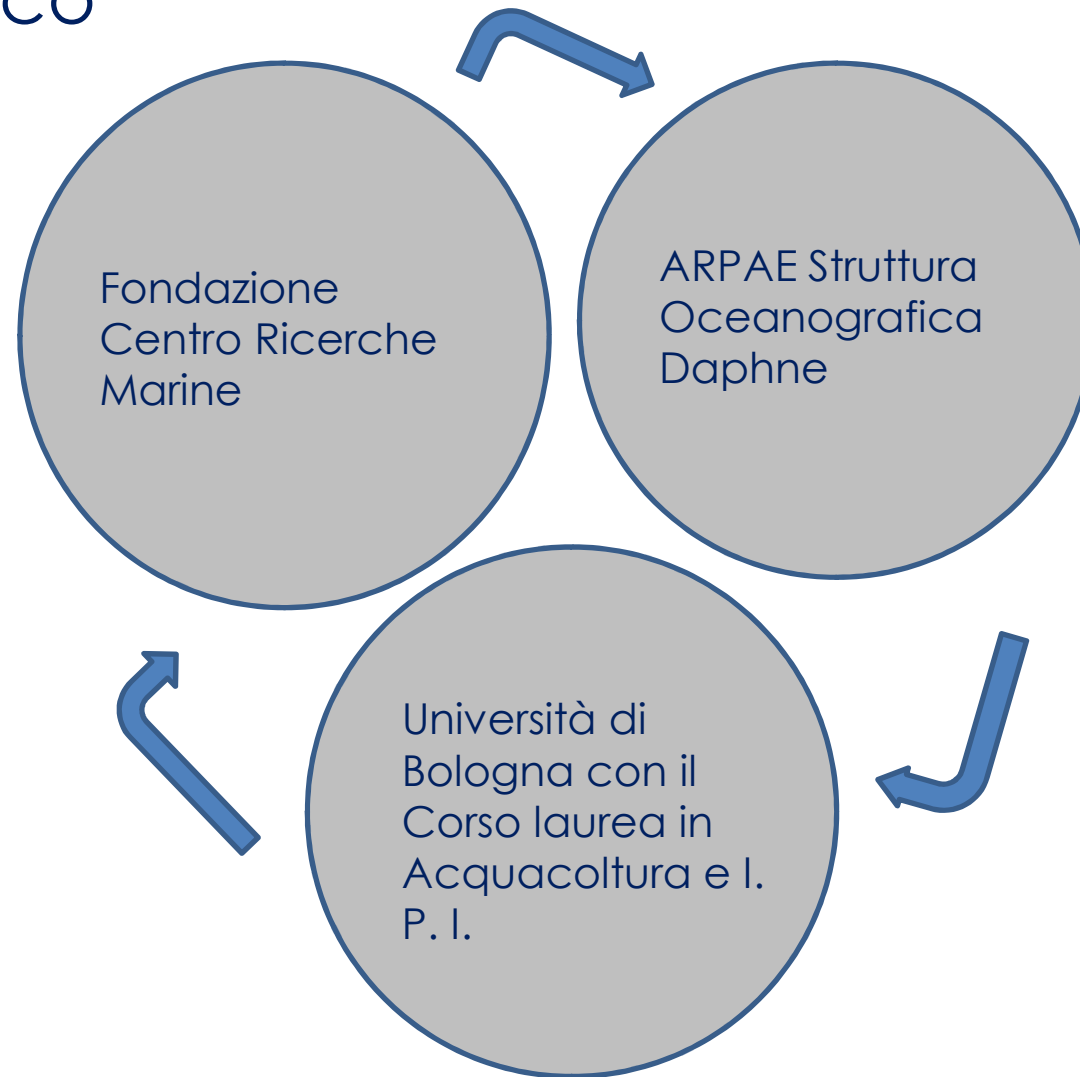 Fondazione
Centro Ricerche
Marine
ARPAE Struttura
Oceanografica
Daphne
Università di
Bologna con il
Corso laurea in
Acquacoltura e I.
P. I.